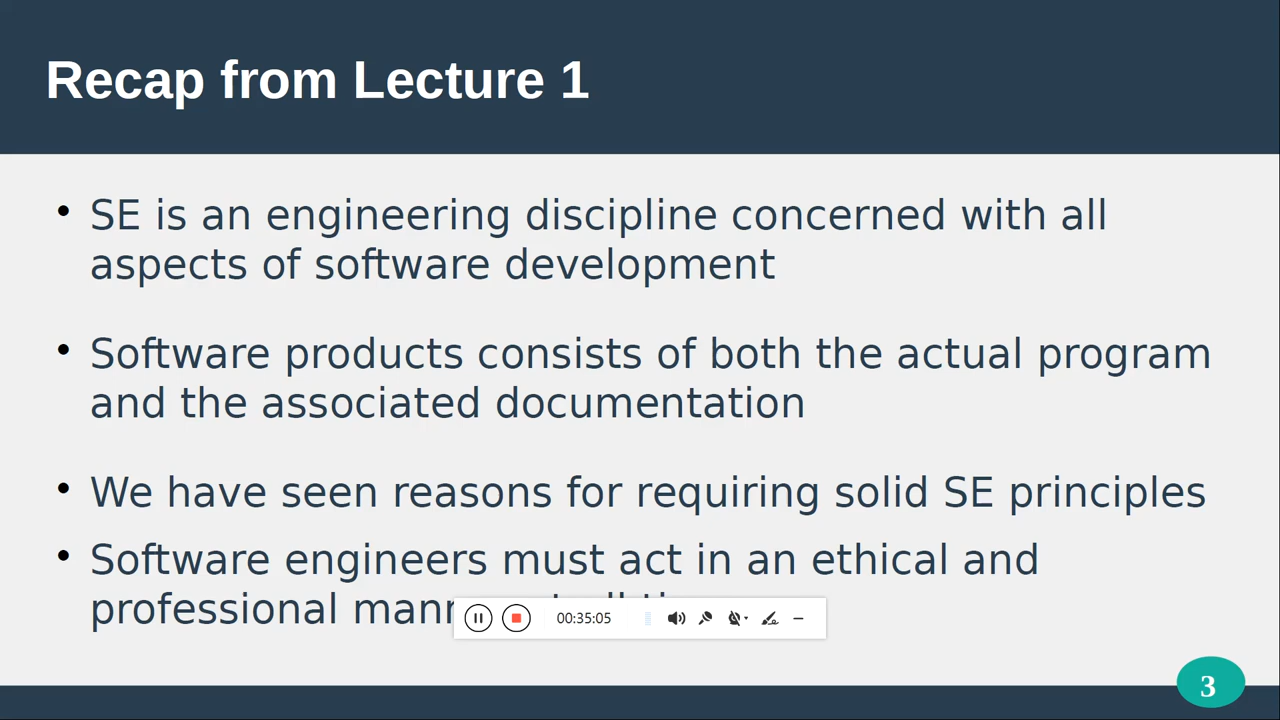 Recap from Lecture 1
• SE is an engineering discipline concerned with all
aspects of software development
• Software products consists of both the actual program
and the associated documentation
• We have seen reasons for requiring solid SE principles
• Software engineers must act in an ethical and
professional
00:35:05
3